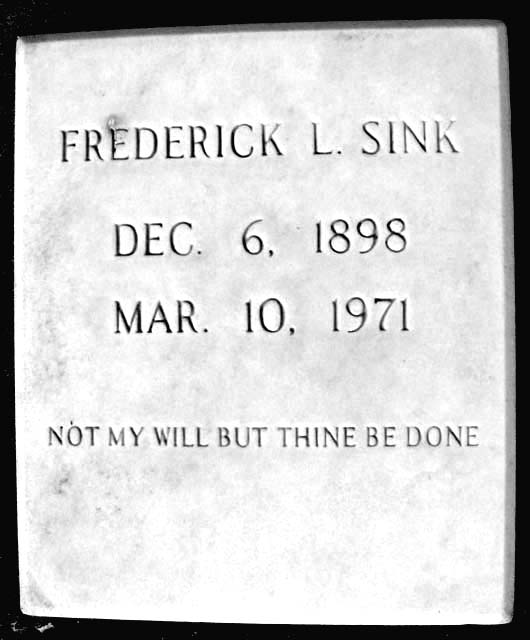 FREDERICK L. SINK
DEC. 6, 1898
MAR. 10, 1971
NOT MY WILL BUT THINE BE DONE